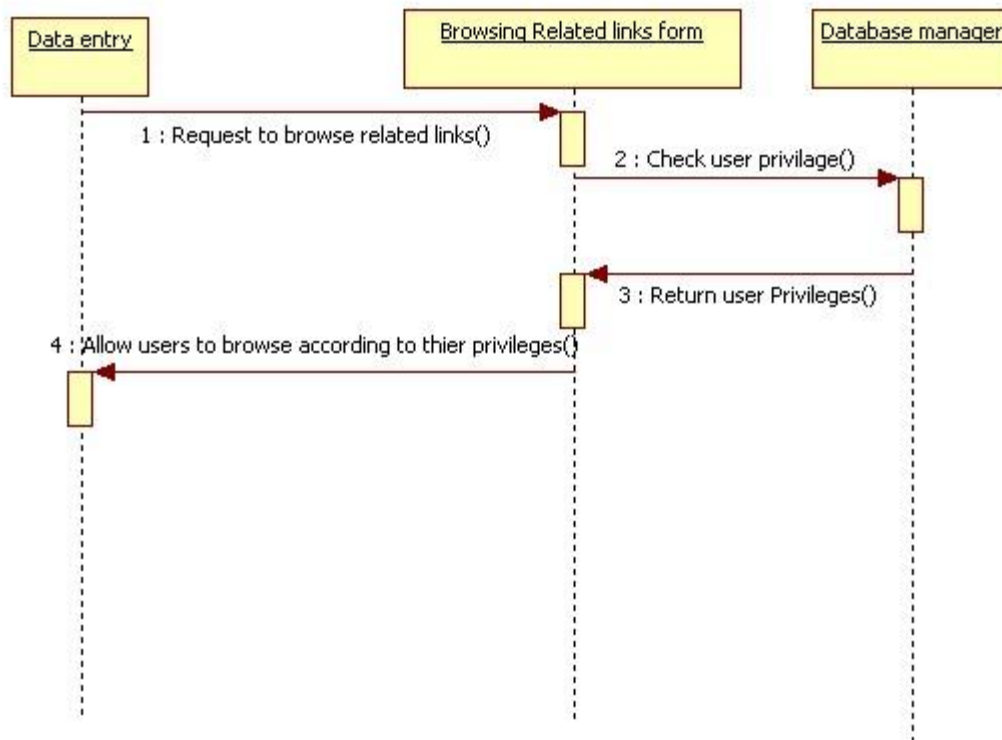 Data entry
Browsing Related links form
Database manager
1 : Request to browse related links()
2 : Check user privilage()
3 : Return user Privileges()
4 : Allow users to browse according to thier privileges()